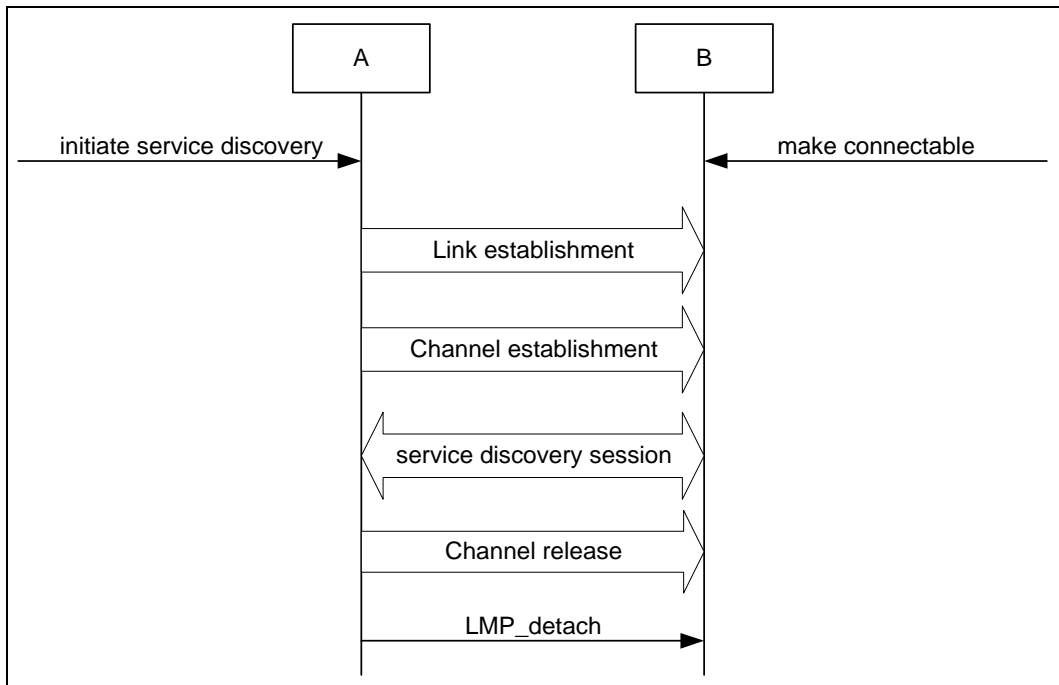 A
B
initiate service discovery
make connectable
Link establishment
Channel establishment
service discovery session
Channel release
LMP_detach